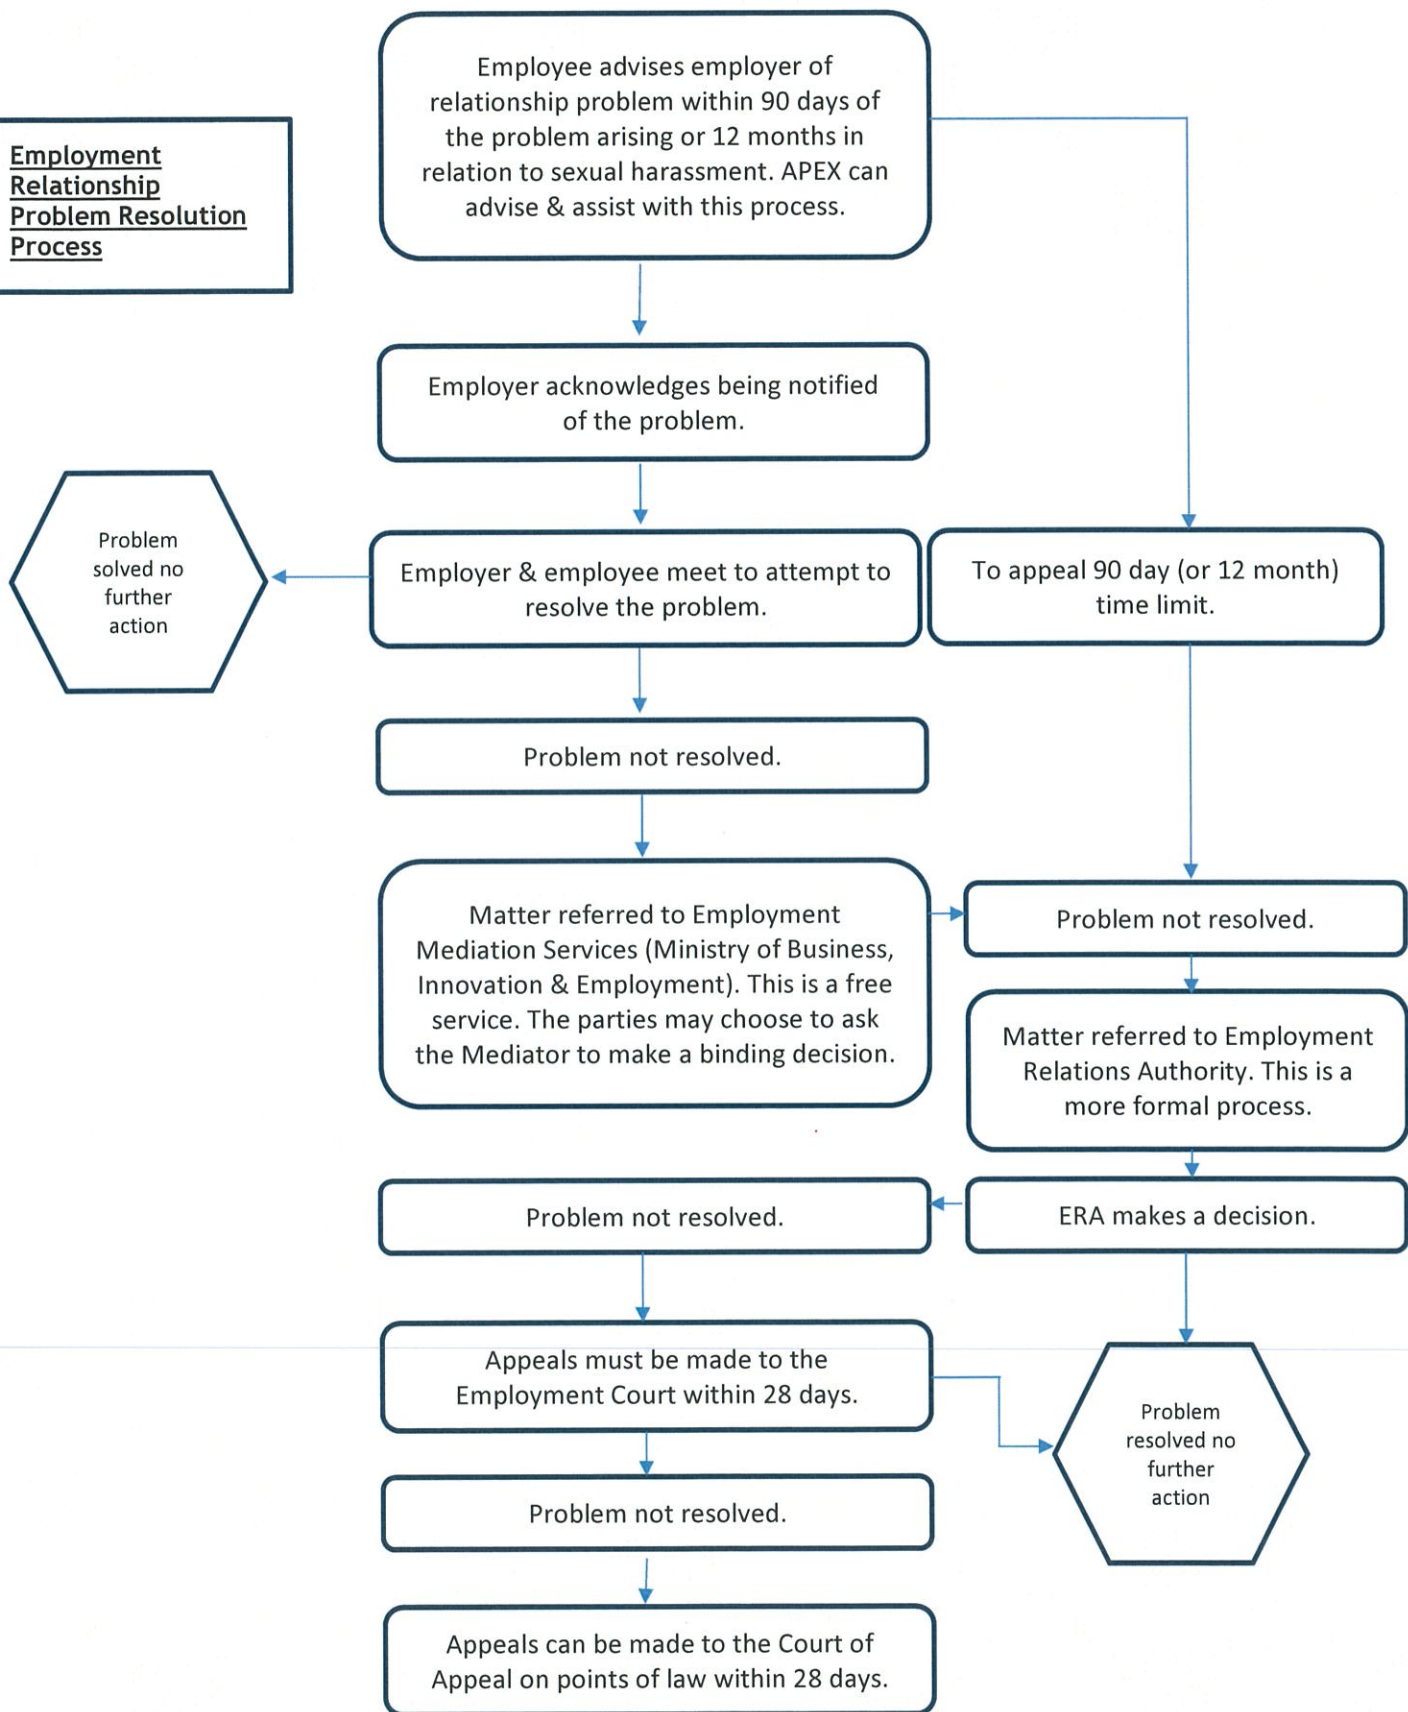 Employment
Relationship
Problem Resolution
Process
Employee advises employer of
relationship problem within 90 days of
the problem arising or 12 months in
relation to sexual harassment. APEX can
advise & assist with this process.
Employer acknowledges being notified
of the problem.
Problem
solved no
further
action
Employer & employee meet to attempt to
resolve the problem.
To appeal 90 day (or 12 month)
time limit.
Problem not resolved.
Matter referred to Employment
Mediation Services (Ministry of Business,
Innovation & Employment). This is a free
service. The parties may choose to ask
the Mediator to make a binding decision.
Problem not resolved.
Matter referred to Employment
Relations Authority. This is a
more formal process.
ERA makes a decision.
Problem not resolved.
Appeals must be made to the
Employment Court within 28 days.
Problem
resolved no
further
action
Problem not resolved.
Appeals can be made to the Court of
Appeal on points of law within 28 days.